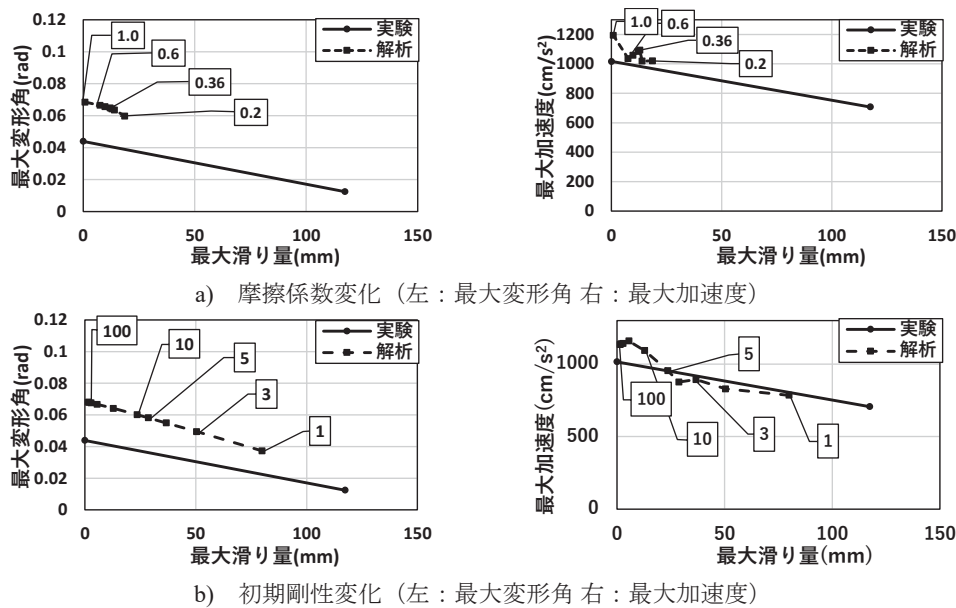 最大変形角(rad)
0.12
0.1
0.08
0.06
0.04
0.02
0
1.0
0.6
0.36
0.2
実験
解析
0 50 100 150
最大滑り量(mm)
最大加速度(cm/s²)
1200
1000
800
600
400
200
0
1.0
0.6
0.36
0.2
実験
解析
0 50 100 150
最大滑り量(mm)
a) 摩擦係数変化（左：最大変形角 右：最大加速度）
最大変形角(rad)
0.12
0.1
0.08
0.06
0.04
0.02
0
100
10
5
3
1
実験
解析
0 50 100 150
最大滑り量(mm)
最大加速度(cm/s²)
1000
500
0
5
100
10
3
1
実験
解析
0 50 100 150
最大滑り量(mm)
b) 初期剛性変化（左：最大変形角 右：最大加速度）